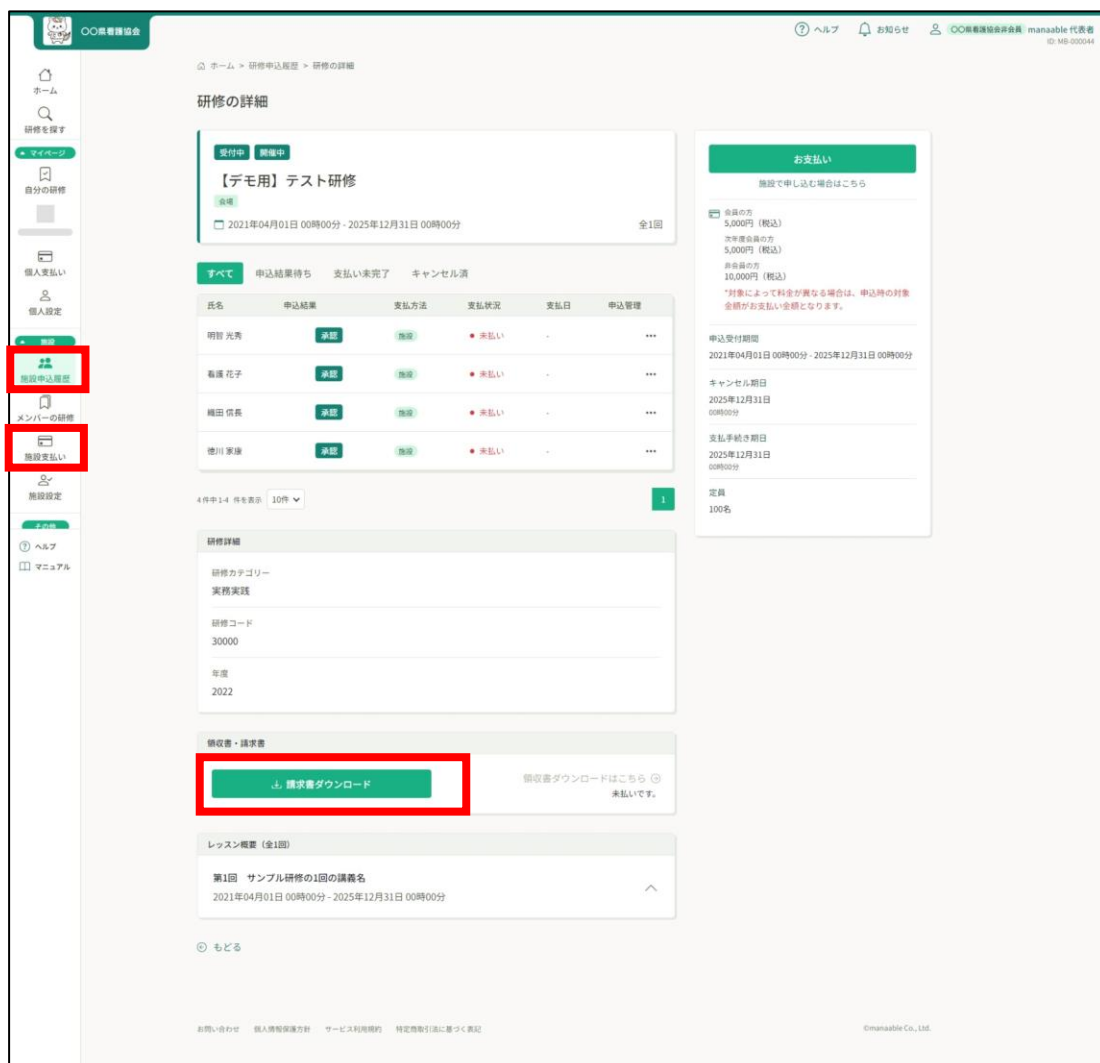 〇〇県看護協会
ヘルプ
お知らせ
〇〇県看護協会非会員 manaable 代表者
ID: MB-000044
ホーム
研修を探す
マイページ
自分の研修
個人支払い
個人設定
施設
施設申込履歴
メンバーの研修
施設支払い
施設設定
その他
ヘルプ
マニュアル
ホーム > 研修申込履歴 > 研修の詳細
研修の詳細
受付中 開催中
【デモ用】テスト研修
会場
2021年04月01日 00時00分 - 2025年12月31日 00時00分 全1回
すべて 申込結果待ち 支払い未完了 キャンセル済
氏名 申込結果 支払方法 支払状況 支払日 申込管理
明智 光秀 承認 施設 未払い - •••
看護 花子 承認 施設 未払い - •••
織田 信長 承認 施設 未払い - •••
徳川 家康 承認 施設 未払い - •••
4 件中 1-4 件を表示 10件 1
研修詳細
研修カテゴリー
実務実践
研修コード
30000
年度
2022
領収書・請求書
請求書ダウンロード
領収書ダウンロードはこちら
未払いです。
レッスン概要（全1回）
第1回 サンプル研修の1回の講義名
2021年04月01日 00時00分 - 2025年12月31日 00時00分
もどる
お支払い
施設で申し込む場合はこちら
会員の方
5,000円（税込）
次年度会員の方
5,000円（税込）
非会員の方
10,000円（税込）
*対象によって料金が異なる場合は、申込時の対象
金額がお支払い金額となります。
申込受付期間
2021年04月01日 00時00分 - 2025年12月31日 00時00分
キャンセル期日
2025年12月31日
00時00分
支払手続き期日
2025年12月31日
00時00分
定員
100名
お問い合わせ 個人情報保護方針 サービス利用規約 特定商取引法に基づく表記
©manaable Co., Ltd.